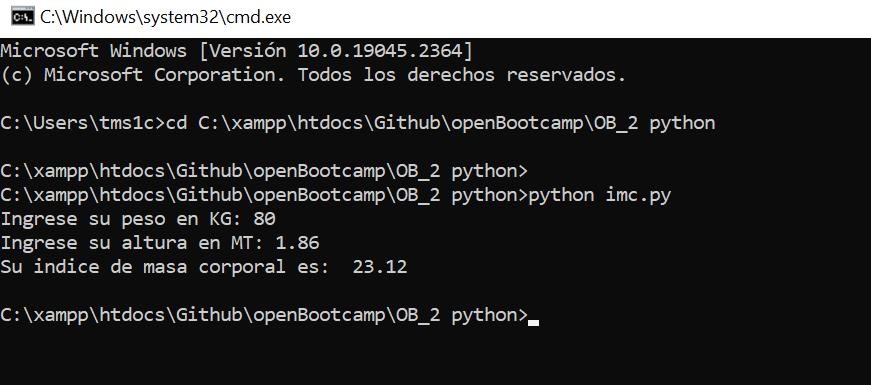 C:\Windows\system32\cmd.exe
Microsoft Windows [Versión 10.0.19045.2364]
(c) Microsoft Corporation. Todos los derechos reservados.
C:\Users\tms1c>cd C:\xampp\htdocs\Github\openBootcamp\OB_2 python
C:\xampp\htdocs\Github\openBootcamp\OB_2 python>
C:\xampp\htdocs\Github\openBootcamp\OB_2 python>python imc.py
Ingrese su peso en KG: 80
Ingrese su altura en MT: 1.86
Su indice de masa corporal es:  23.12
C:\xampp\htdocs\Github\openBootcamp\OB_2 python>